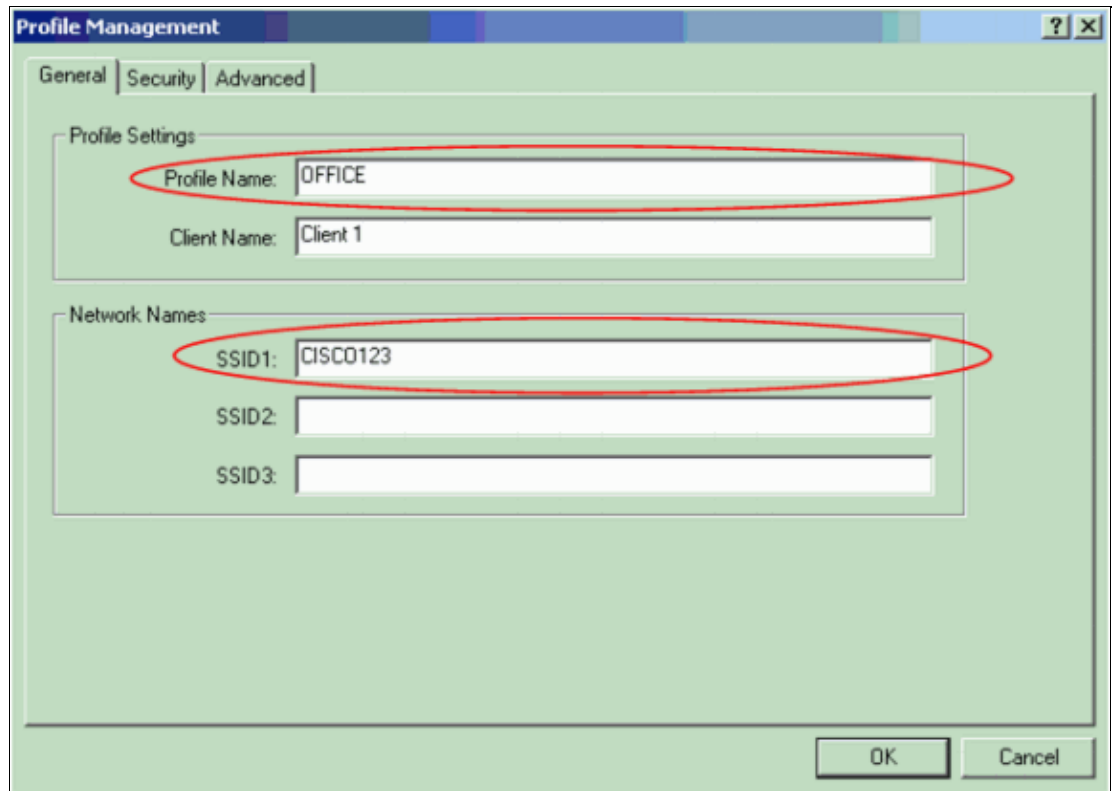 Profile Management
General Security Advanced
Profile Settings
Profile Name: OFFICE
Client Name: Client 1
Network Names
SSID1: CISCO123
SSID2:
SSID3:
OK Cancel